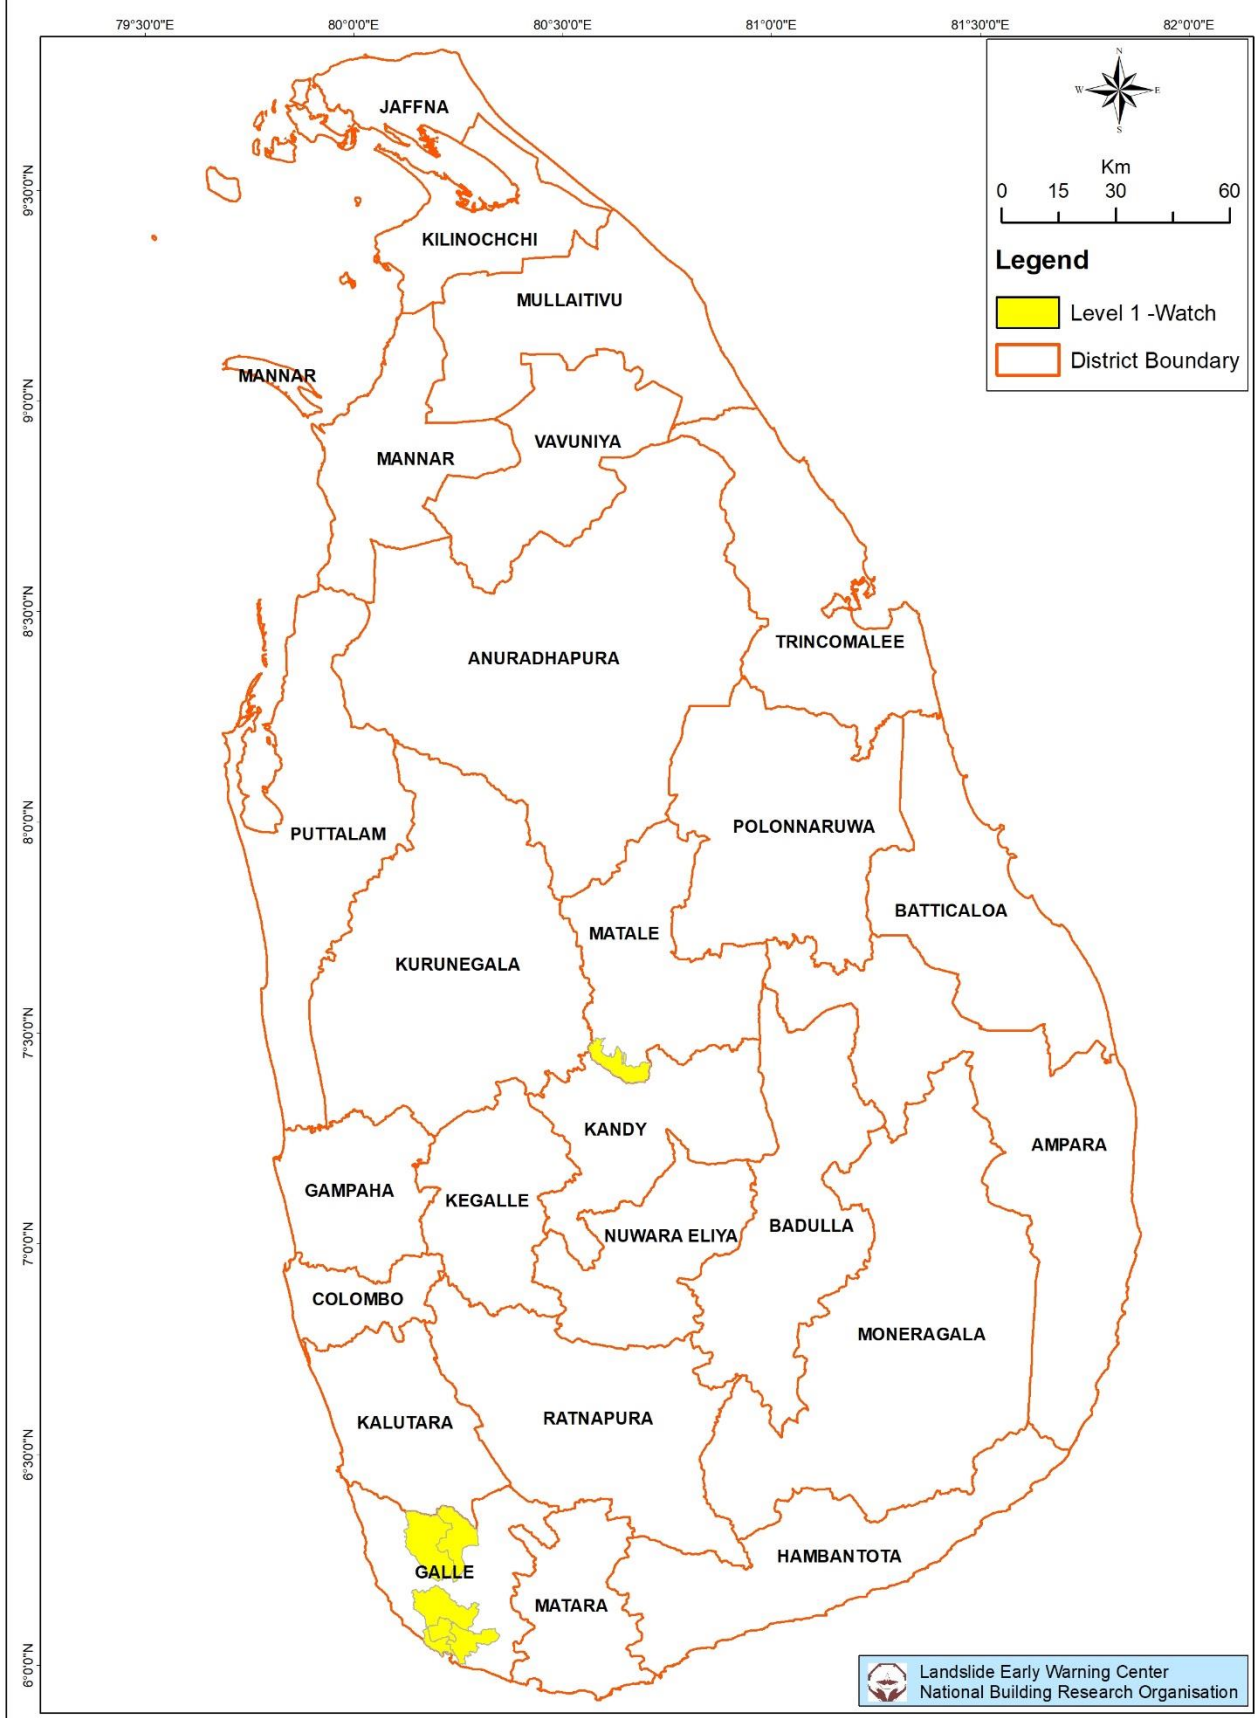 79°30'0"E 80°0'0"E 80°30'0"E 81°0'0"E 81°30'0"E 82°0'0"E
N
W E
S
Km
0 15 30 60
Legend
Level 1 -Watch
District Boundary
9°30'0"N
9°0'0"N
8°30'0"N
8°0'0"N
7°30'0"N
7°0'0"N
6°30'0"N
6°0'0"N
JAFFNA
KILINOCHCHI
MULLAITIVU
MANNAR
VAVUNIYA
MANNAR
TRINCOMALEE
ANURADHAPURA
POLONNARUWA
PUTTALAM
BATTICALOA
MATALE
KURUNEGALA
KANDY
AMPARA
GAMPAHA
KEGALLE
BADULLA
NUWARA ELIYA
COLOMBO
MONERAGALA
RATNAPURA
KALUTARA
HAMBANTOTA
GALLE
MATARA
Landslide Early Warning Center
National Building Research Organisation